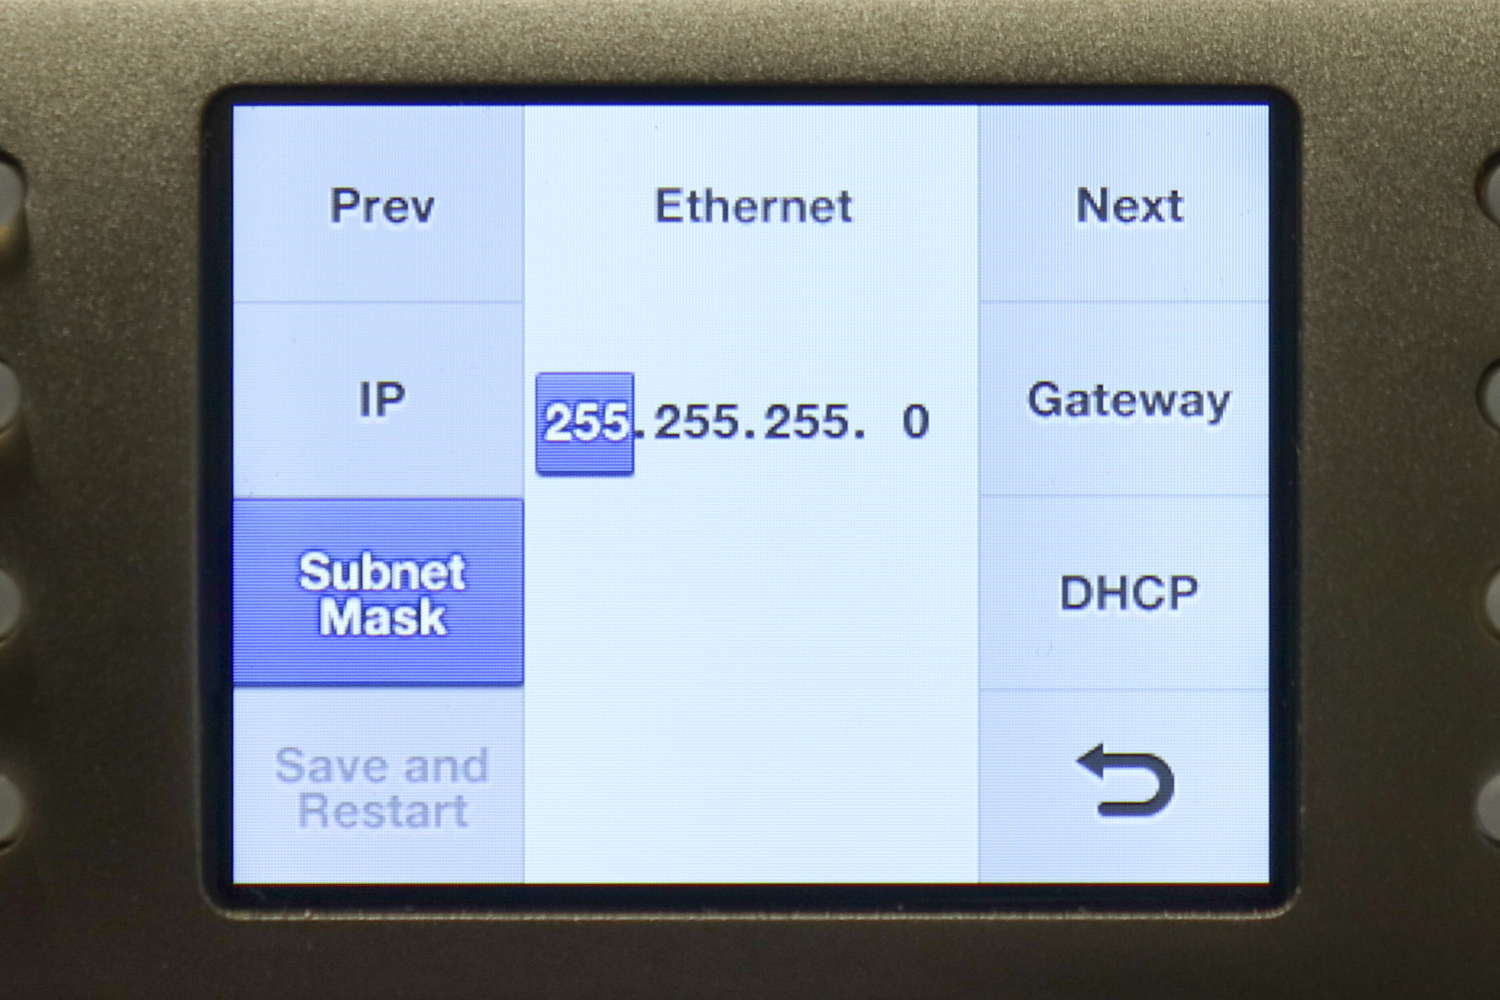 Prev
Ethernet
Next
IP
255.255.255. 0
Gateway
Subnet
Mask
DHCP
Save and
Restart